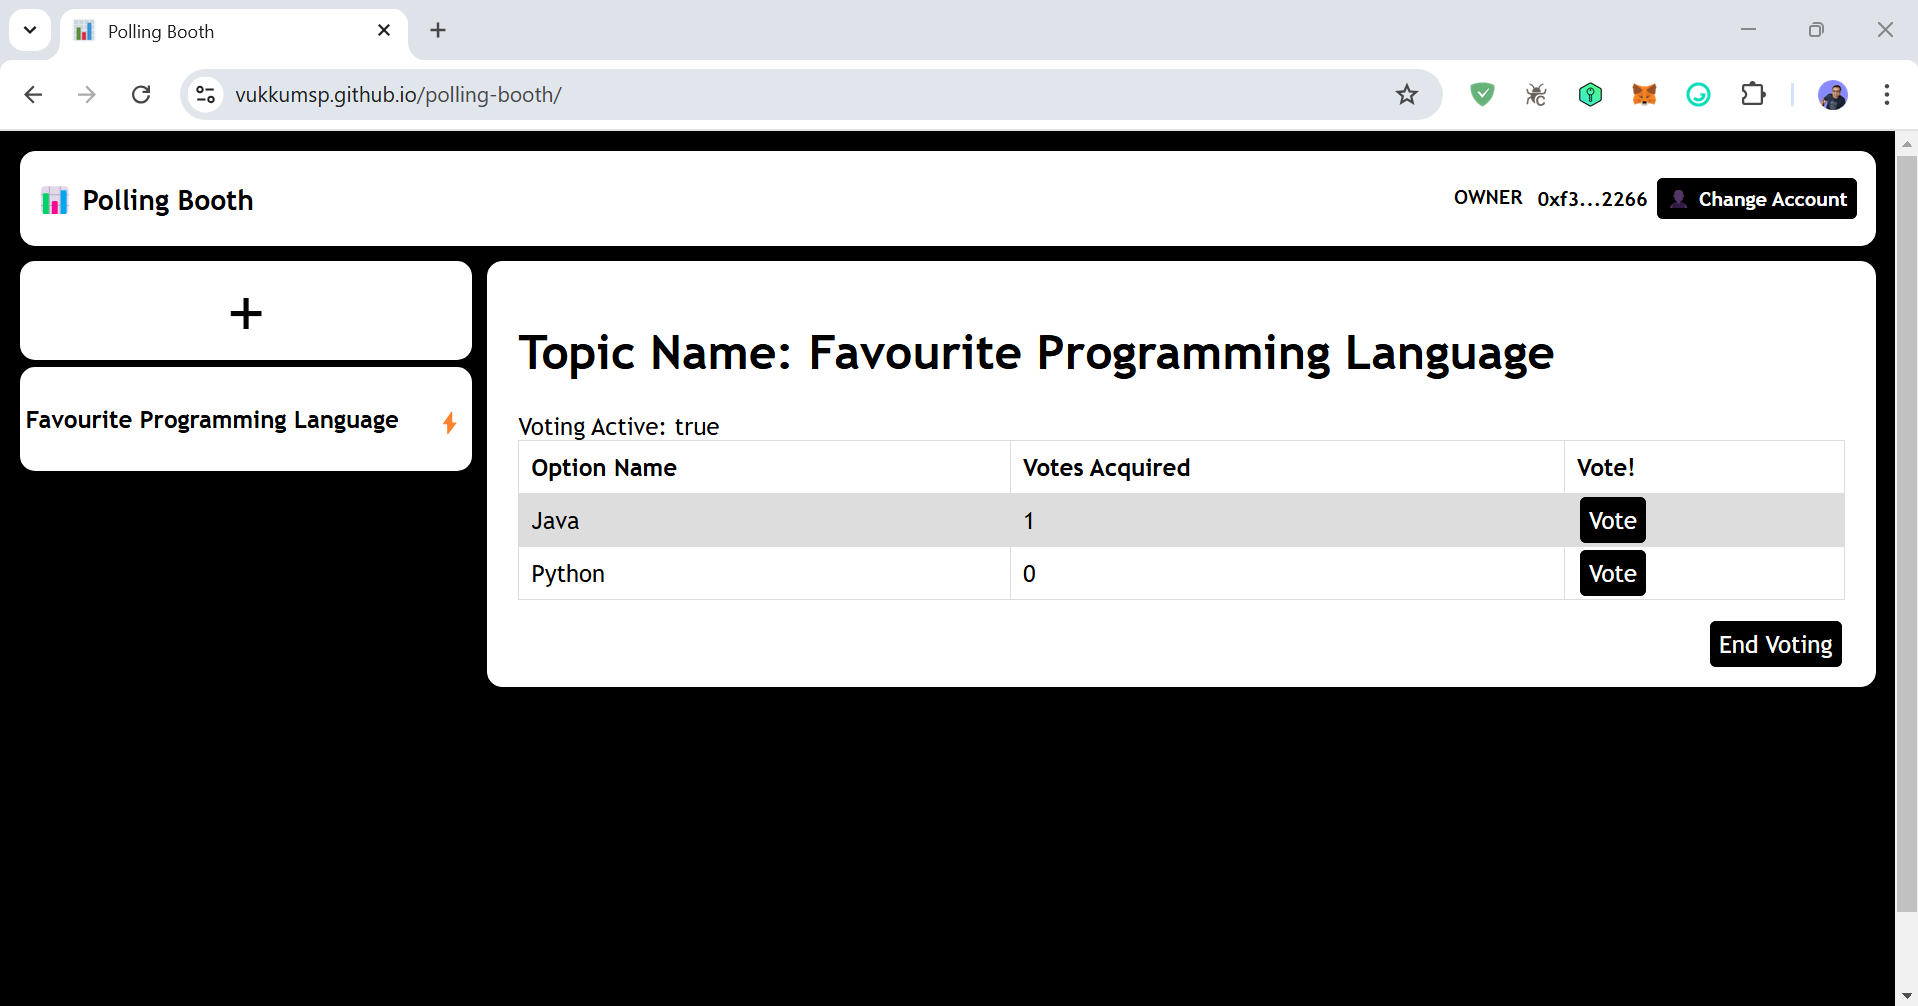 Polling Booth
vukkumsp.github.io/polling-booth/
Polling Booth
OWNER 0xf3...2266 Change Account
+
Favourite Programming Language
Topic Name: Favourite Programming Language
Voting Active: true
Option Name Votes Acquired Vote!
Java 1 Vote
Python 0 Vote
End Voting